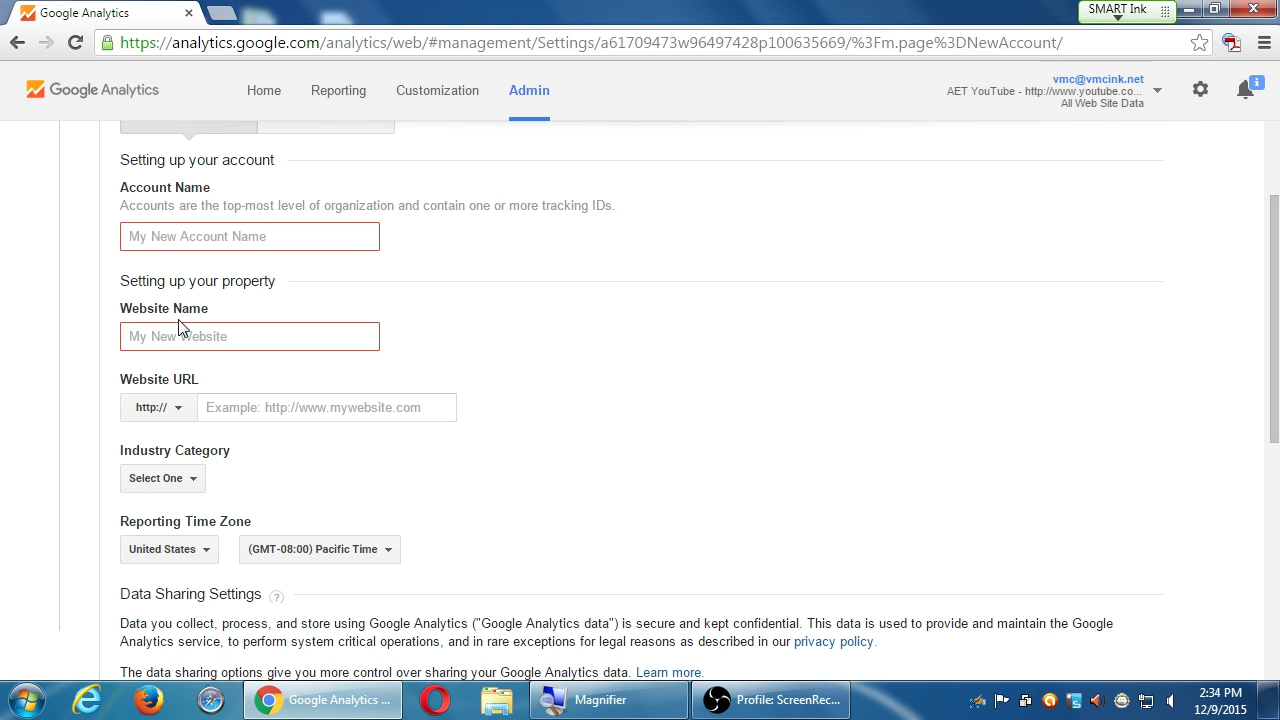 Google Analytics
SMART Ink
https://analytics.google.com/analytics/web/#management/Settings/a61709473w96497428p100635669/%3Fm.page%3DNewAccount/
Google Analytics
Home
Reporting
Customization
Admin
vmc@vmcink.net
AET YouTube - http://www.youtube.co...
All Web Site Data
Setting up your account
Account Name
Accounts are the top-most level of organization and contain one or more tracking IDs.
My New Account Name
Setting up your property
Website Name
My New Website
Website URL
http://
Example: http://www.mywebsite.com
Industry Category
Select One
Reporting Time Zone
United States
(GMT-08:00) Pacific Time
Data Sharing Settings ?
Data you collect, process, and store using Google Analytics ("Google Analytics data") is secure and kept confidential. This data is used to provide and maintain the Google
Analytics service, to perform system critical operations, and in rare exceptions for legal reasons as described in our privacy policy.
The data sharing options give you more control over sharing your Google Analytics data. Learn more.
Google Analytics ...
Magnifier
Profile: ScreenRec...
2:34 PM
12/9/2015